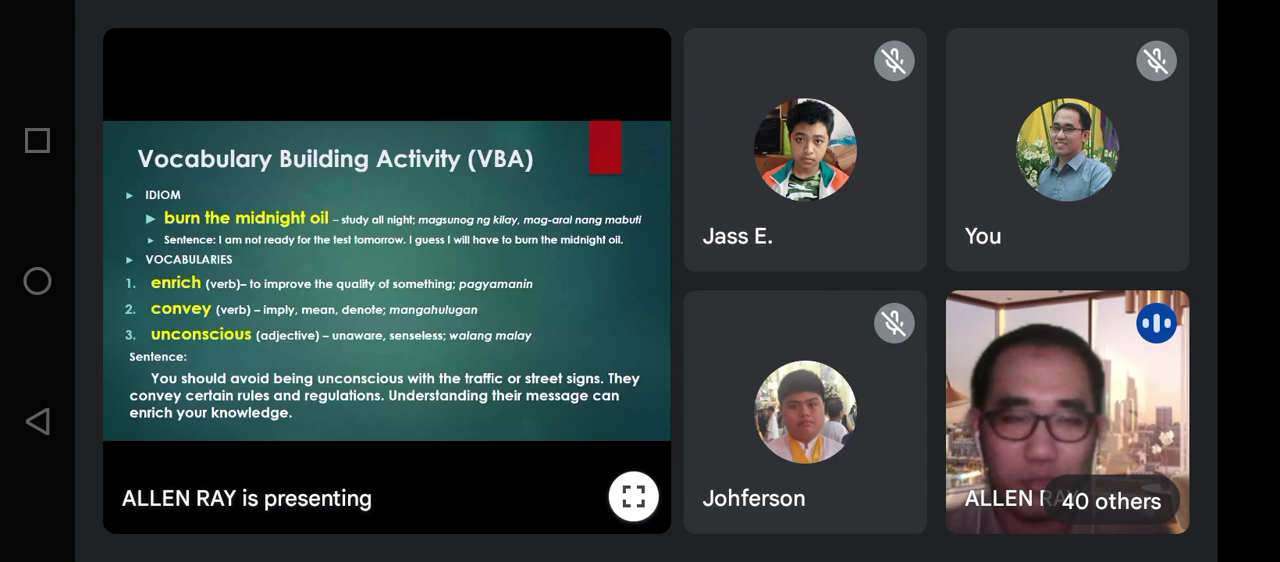 Vocabulary Building Activity (VBA)
IDIOM
burn the midnight oil – study all night; magsunog ng kilay, mag-aral nang mabuti
Sentence: I am not ready for the test tomorrow. I guess I will have to burn the midnight oil.
VOCABULARIES
1. enrich (verb)– to improve the quality of something; pagyamanin
2. convey (verb) – imply, mean, denote; mangahulugan
3. unconscious (adjective) – unaware, senseless; walang malay
Sentence:
You should avoid being unconscious with the traffic or street signs. They
convey certain rules and regulations. Understanding their message can
enrich your knowledge.
ALLEN RAY is presenting
Jass E.
You
Johferson
ALLEN RA
40 others